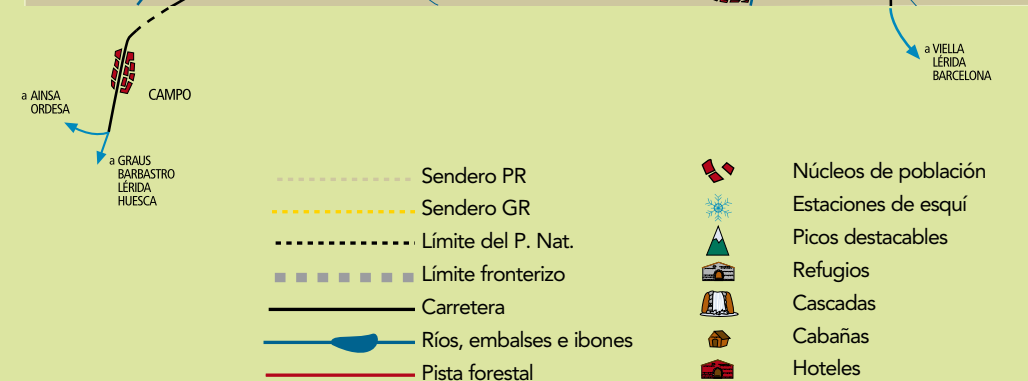 a VIELLA
LÉRIDA
BARCELONA
a AINSA
ORDESA
CAMPO
a GRAUS
BARBASTRO
LÉRIDA
HUESCA
Sendero PR
Sendero GR
Límite del P. Nat.
Límite fronterizo
Carretera
Ríos, embalses e ibones
Pista forestal
Núcleos de población
Estaciones de esquí
Picos destacables
Refugios
Cascadas
Cabañas
Hoteles